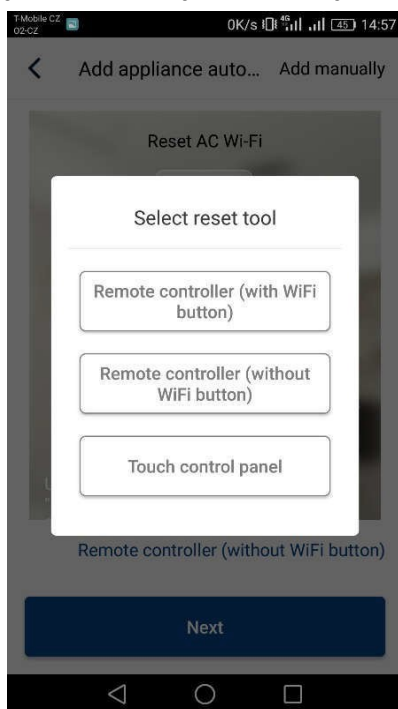 T-Mobile CZ
O2-CZ
0K/s 4G 45 14:57
Add appliance auto... Add manually
Reset AC Wi-Fi
Select reset tool
Remote controller (with WiFi
button)
Remote controller (without
WiFi button)
Touch control panel
Remote controller (without WiFi button)
Next